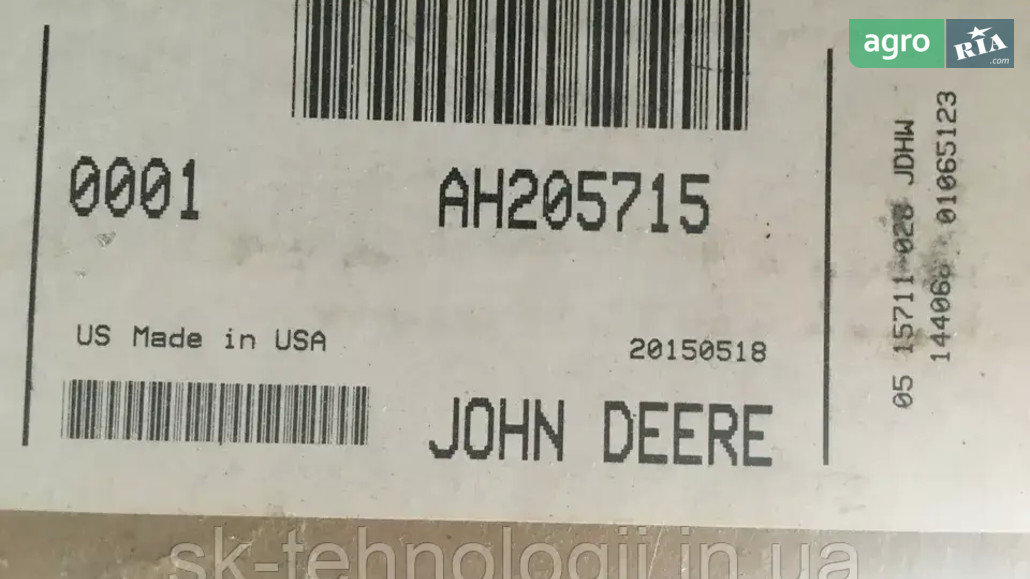 agro RIA .com
0001 AH205715
US Made in USA 20150518
JOHN DEERE
05 15711 028 JDHW
01065123
sk-tehnologii.in.ua